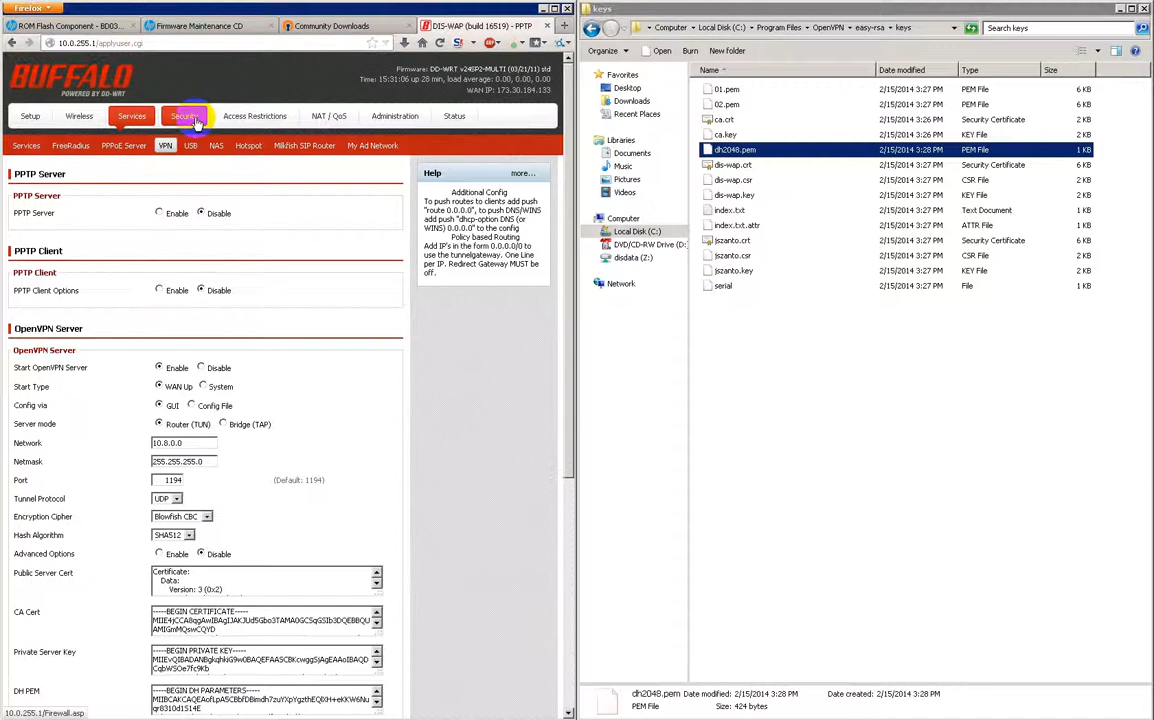 Firefox
ROM Flash Component - BD03...
Firmware Maintenance CD
Community Downloads
DIS-WAP (build 16519) - PPTP
10.0.255.1/applyuser.cgi
BUFFALO
POWERED BY DD-WRT
Firmware: DD-WRT v24SP2-MULTI (03/21/11) std
Time: 15:31:06 up 28 min, load average: 0.00, 0.00, 0.00
WAN IP: 173.30.184.133
Setup Wireless Services Security Access Restrictions NAT / QoS Administration Status
Services FreeRadius PPPoE Server VPN USB NAS Hotspot Milkfish SIP Router My Ad Network
PPTP Server
PPTP Server
PPTP Server Enable Disable
PPTP Client
PPTP Client
PPTP Client Options Enable Disable
OpenVPN Server
OpenVPN Server
Start OpenVPN Server Enable Disable
Start Type WAN Up System
Config via GUI Config File
Server mode Router (TUN) Bridge (TAP)
Network 10.8.0.0
Netmask 255.255.255.0
Port 1194 (Default: 1194)
Tunnel Protocol UDP
Encryption Cipher Blowfish CBC
Hash Algorithm SHA512
Advanced Options Enable Disable
Public Server Cert
Certificate:
Data:
Version: 3 (0x2)
CA Cert
-----BEGIN CERTIFICATE-----
Private Server Key
-----BEGIN PRIVATE KEY-----
DH PEM
-----BEGIN DH PARAMETERS-----
10.0.255.1/Firewall.asp
Help more...
Additional Config
To push routes to clients add push
"route 0.0.0.0", to push DNS/WINS
add push "dhcp-option DNS (or
WINS) 0.0.0.0" to the config
Policy based Routing
Add IP's in the form 0.0.0.0/0 to
use the tunnelgateway. One Line
per IP. Redirect Gateway MUST be
off.
keys
Computer Local Disk (C:) Program Files OpenVPN easy-rsa keys
Search keys
Organize Open Burn New folder
Favorites
Desktop
Downloads
Recent Places
Libraries
Documents
Music
Pictures
Videos
Computer
Local Disk (C:)
DVD/CD-RW Drive (D:
disdata (Z:)
Network
Name Date modified Type Size
01.pem 2/15/2014 3:27 PM PEM File 6 KB
02.pem 2/15/2014 3:27 PM PEM File 6 KB
ca.crt 2/15/2014 3:26 PM Security Certificate 2 KB
ca.key 2/15/2014 3:26 PM KEY File 2 KB
dh2048.pem 2/15/2014 3:28 PM PEM File 1 KB
dis-wap.crt 2/15/2014 3:27 PM Security Certificate 6 KB
dis-wap.csr 2/15/2014 3:27 PM CSR File 2 KB
dis-wap.key 2/15/2014 3:27 PM KEY File 2 KB
index.txt 2/15/2014 3:27 PM Text Document 1 KB
index.txt.attr 2/15/2014 3:27 PM ATTR File 1 KB
jszanto.crt 2/15/2014 3:27 PM Security Certificate 6 KB
jszanto.csr 2/15/2014 3:27 PM CSR File 2 KB
jszanto.key 2/15/2014 3:27 PM KEY File 2 KB
serial 2/15/2014 3:27 PM File 1 KB
dh2048.pem Date modified: 2/15/2014 3:28 PM Date created: 2/15/2014 3:28 PM
PEM File Size: 424 bytes